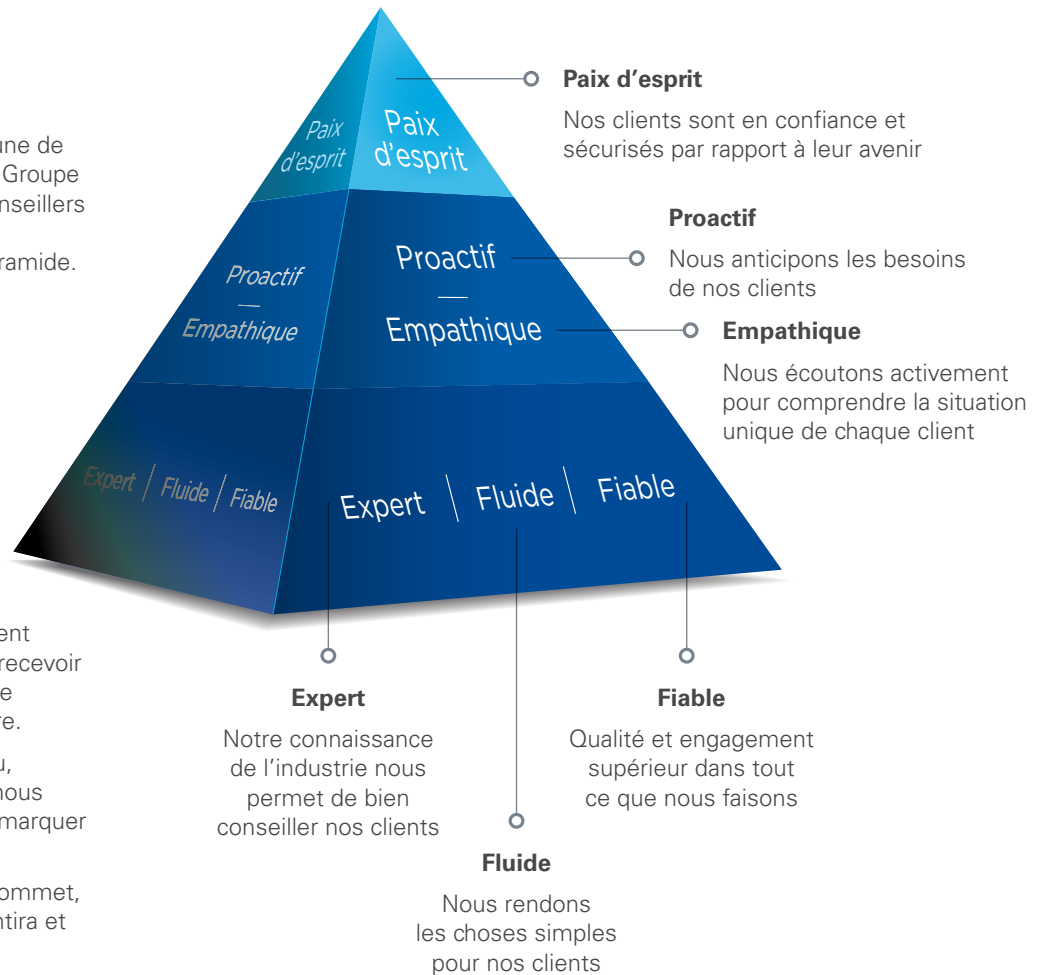 une de
Groupe
nseillers
ramide.
ent
recevoir
e
re.
u,
nous
marquer
ommet,
ntira et
Paix
d'esprit
Paix
d'esprit
Proactif
Empathique
Proactif
Empathique
Expert | Fluide | Fiable
Expert | Fluide | Fiable
Paix d'esprit
Nos clients sont en confiance et
sécurisés par rapport à leur avenir
Proactif
Nous anticipons les besoins
de nos clients
Empathique
Nous écoutons activement
pour comprendre la situation
unique de chaque client
Expert
Notre connaissance
de l'industrie nous
permet de bien
conseiller nos clients
Fiable
Qualité et engagement
supérieur dans tout
ce que nous faisons
Fluide
Nous rendons
les choses simples
pour nos clients